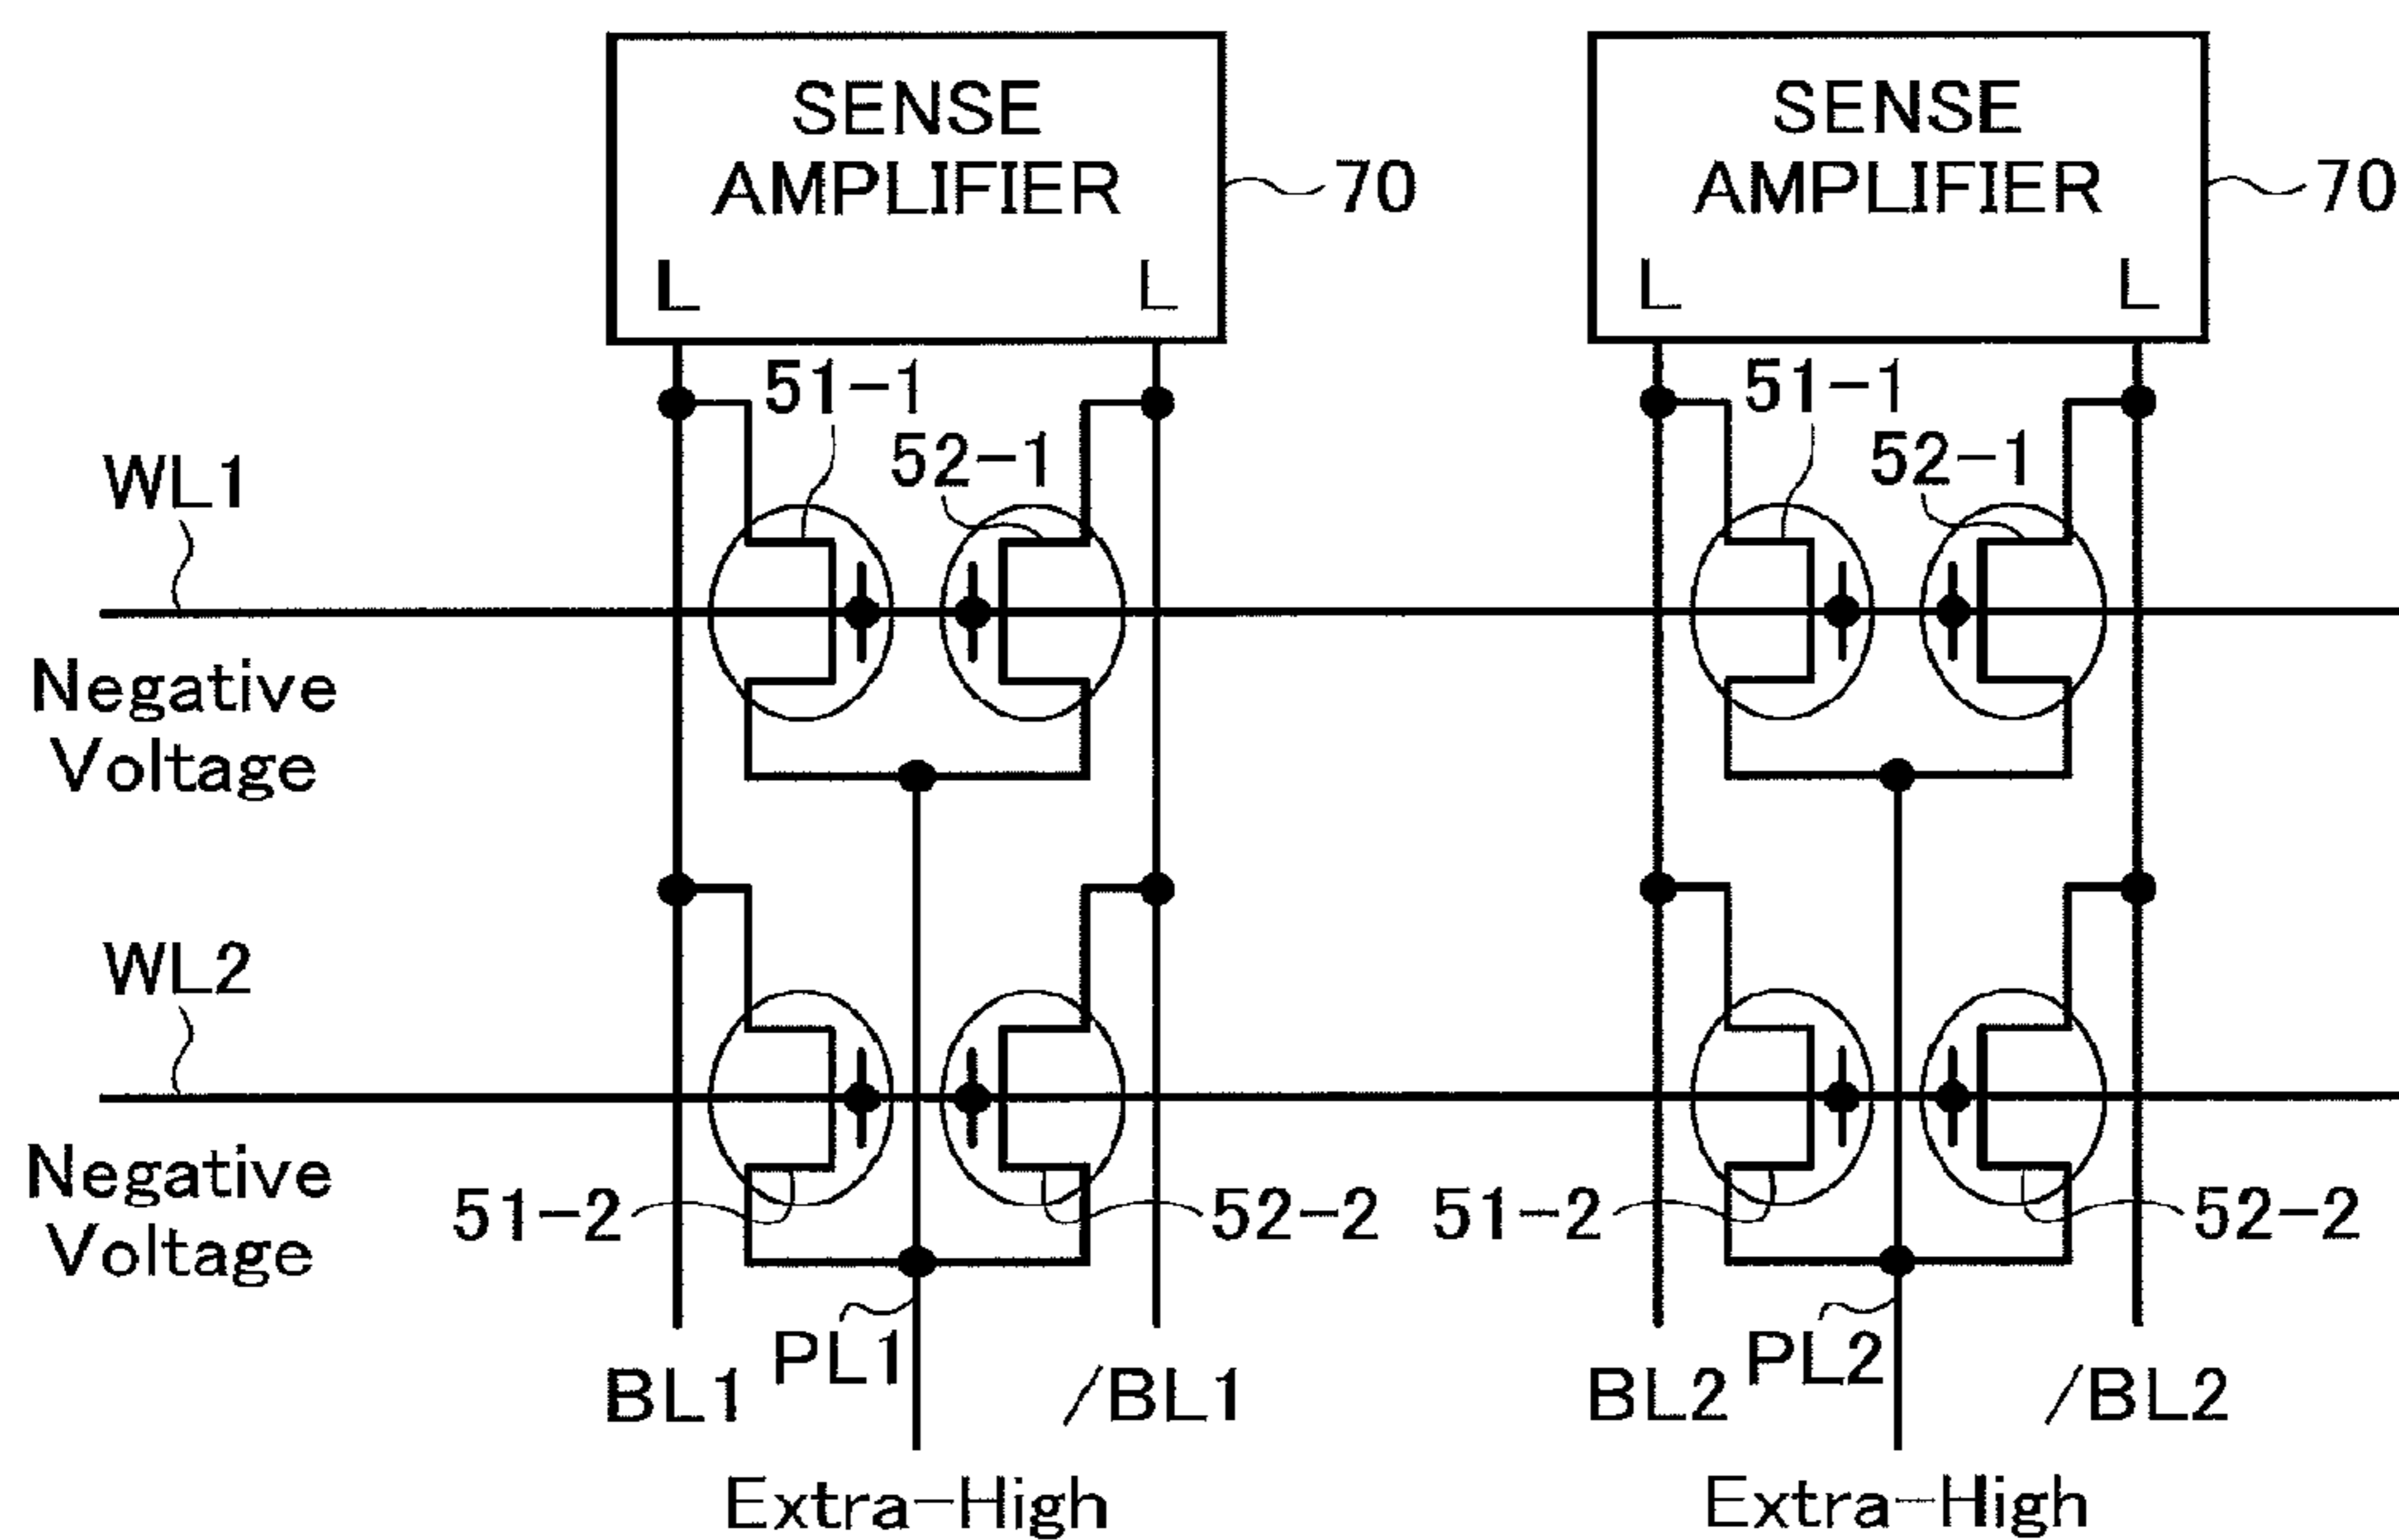 SENSE
AMPLIFIER
70
L
L
SENSE
AMPLIFIER
70
L
L
51-1
52-1
51-1
52-1
WL1
Negative
Voltage
WL2
Negative
Voltage
51-2
52-2
51-2
52-2
BL1
PL1
/BL1
BL2
PL2
/BL2
Extra-High
Extra-High